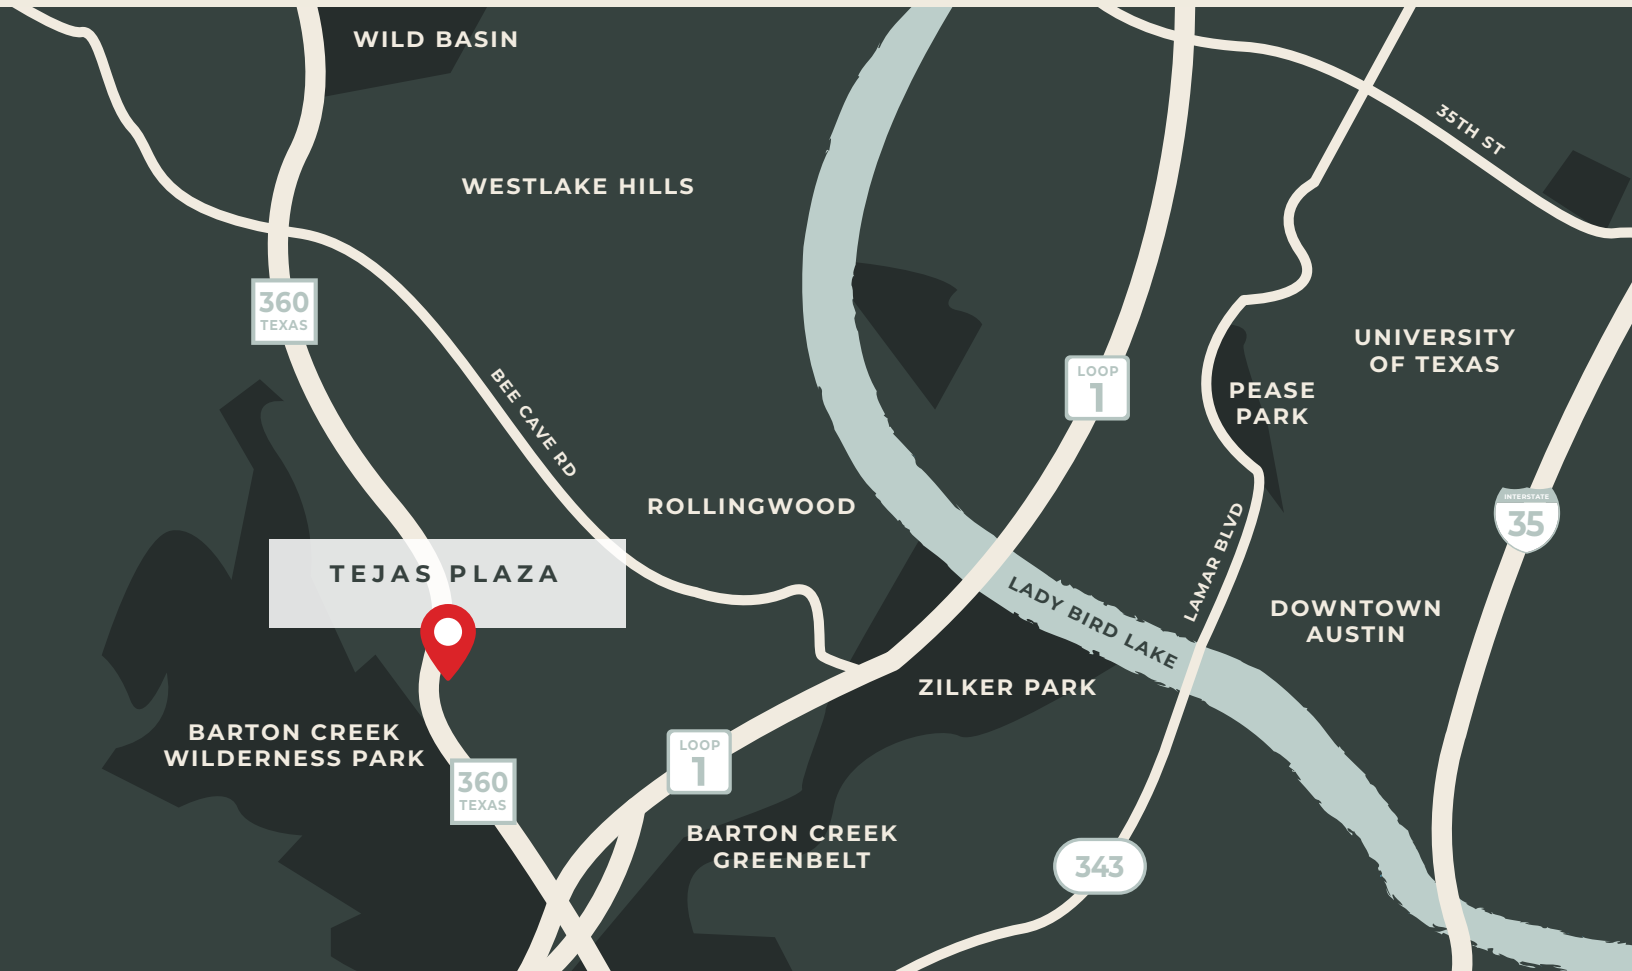 WILD BASIN
35TH ST
WESTLAKE HILLS
360
TEXAS
UNIVERSITY
OF TEXAS
LOOP
1
PEASE
PARK
BEE CAVE RD
ROLLINGWOOD
INTERSTATE
35
LAMAR BLVD
TEJAS PLAZA
LADY BIRD LAKE
DOWNTOWN
AUSTIN
ZILKER PARK
BARTON CREEK
WILDERNESS PARK
LOOP
1
360
TEXAS
BARTON CREEK
GREENBELT
343